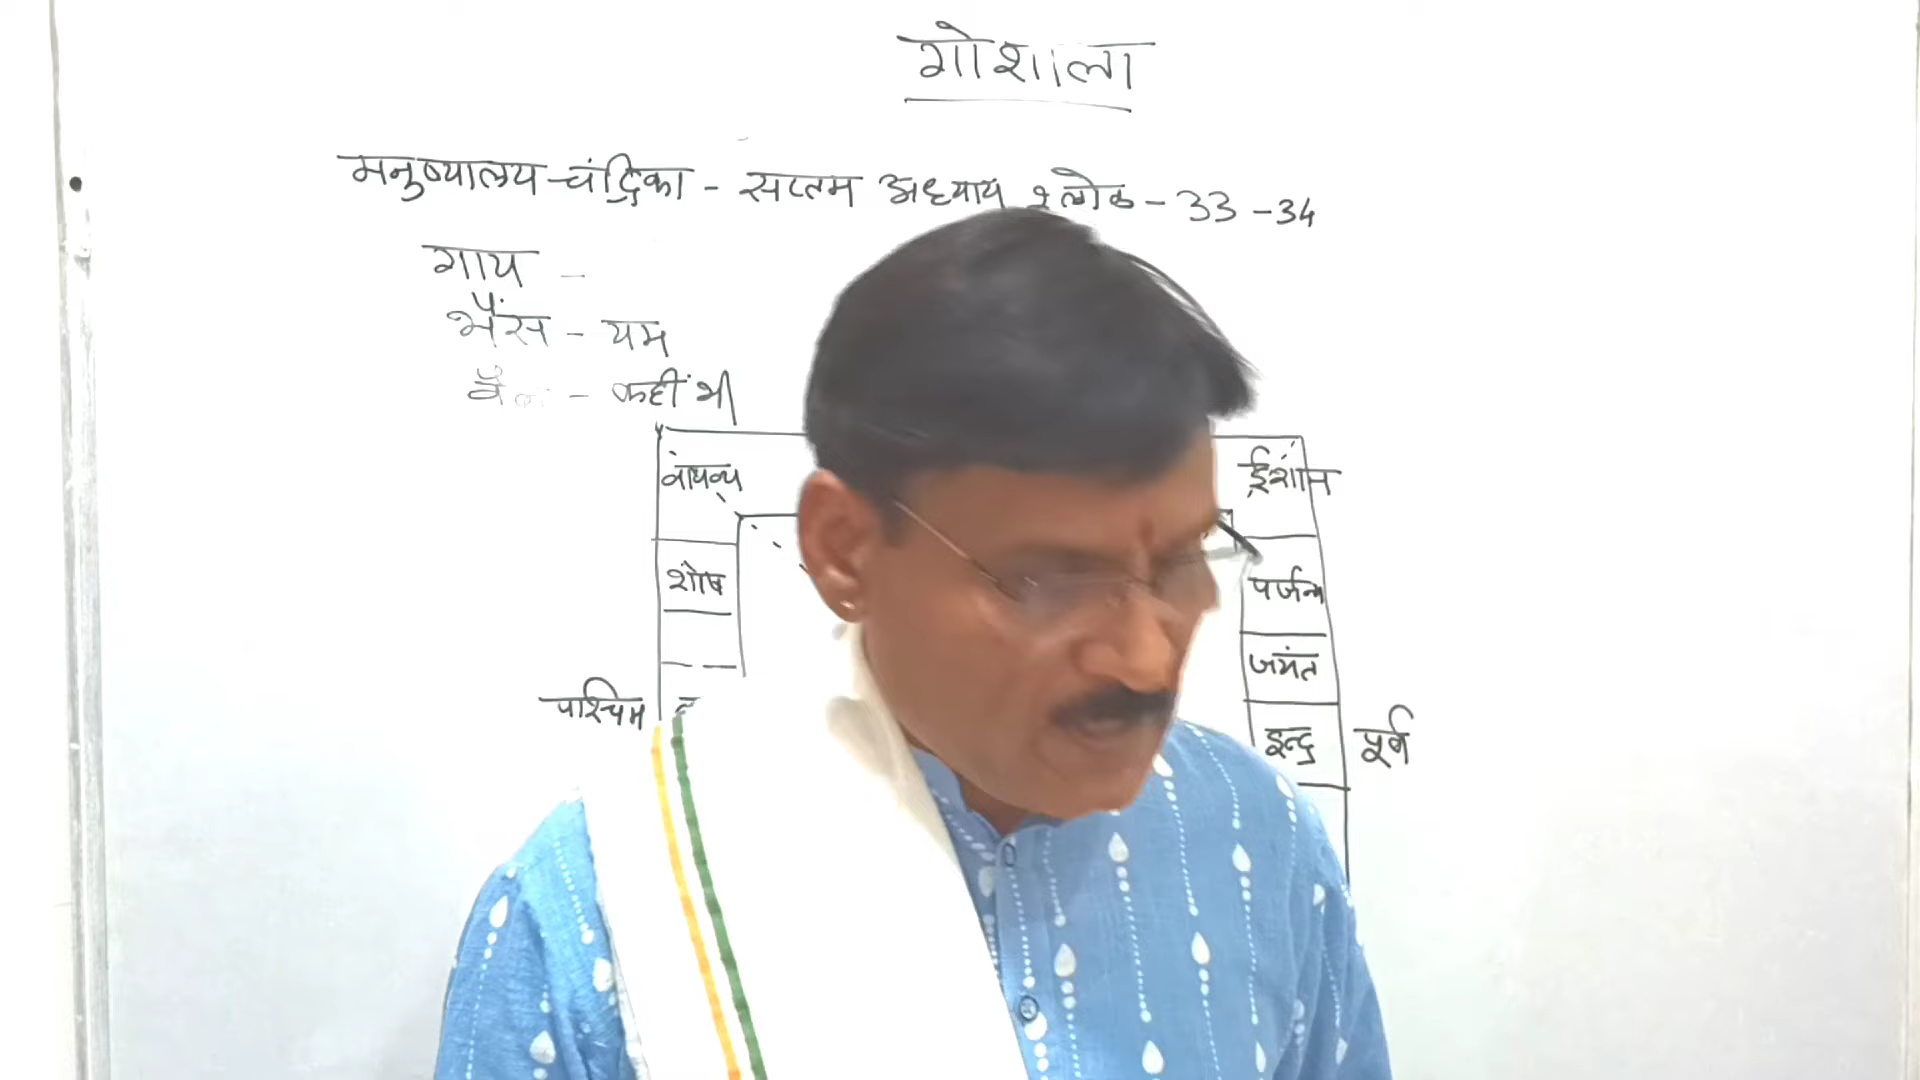 गोशाला
मनुष्यालय-चंद्रिका - सप्तम अध्याय श्लोक - 33 - 34
गाय -
भैंस - यम
- कहीं भी
वायव्य
ईशान
शोष
पर्जन्य
जयंत
पश्चिम
इन्द्र
पूर्व